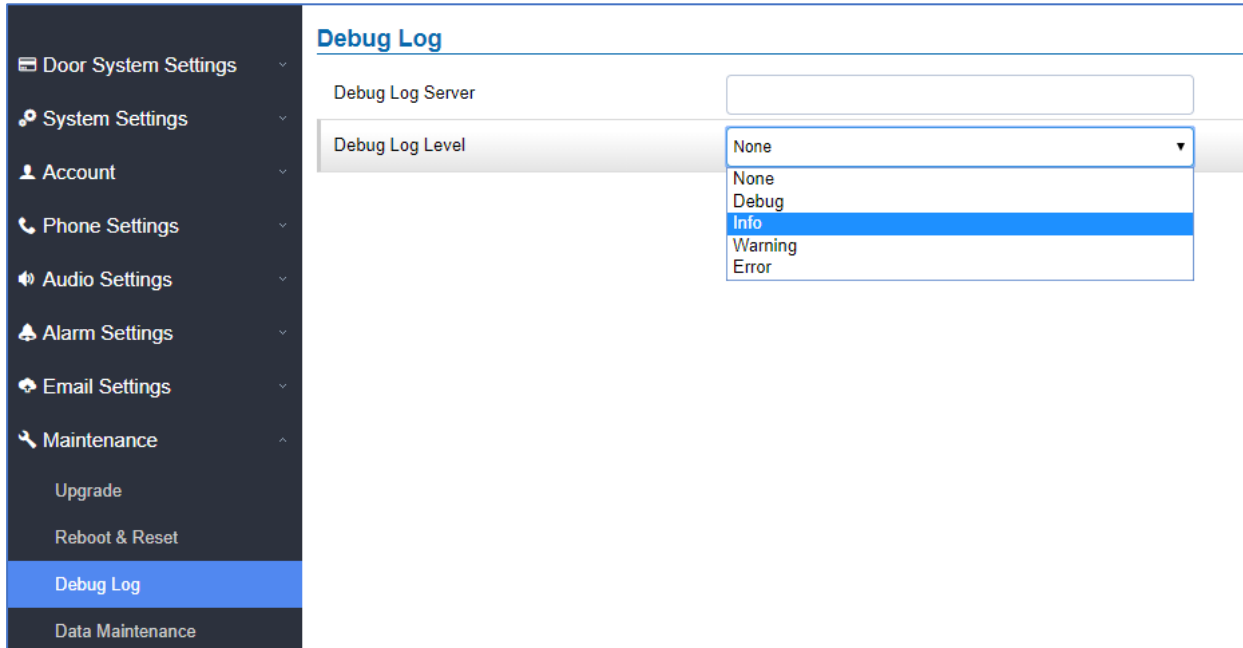 Door System Settings
System Settings
Account
Phone Settings
Audio Settings
Alarm Settings
Email Settings
Maintenance
Upgrade
Reboot & Reset
Debug Log
Data Maintenance
Debug Log
Debug Log Server
Debug Log Level
None
None
Debug
Info
Warning
Error